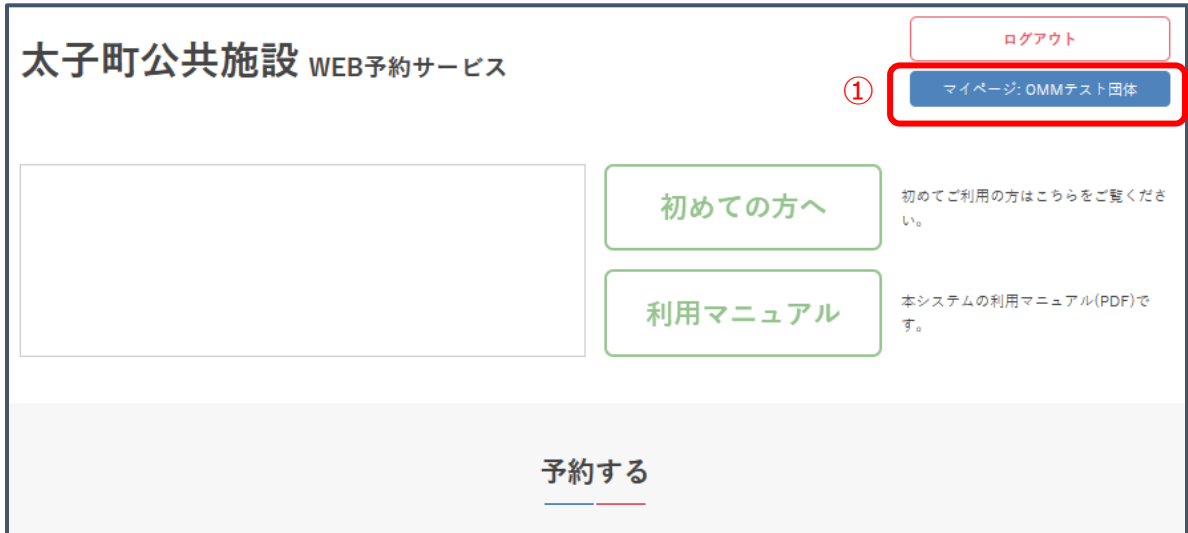 太子町公共施設 WEB予約サービス
ログアウト
①
マイページ: OMMテスト団体
初めての方へ
初めてご利用の方はこちらをご覧くださ
い。
利用マニュアル
本システムの利用マニュアル(PDF)で
す。
予約する